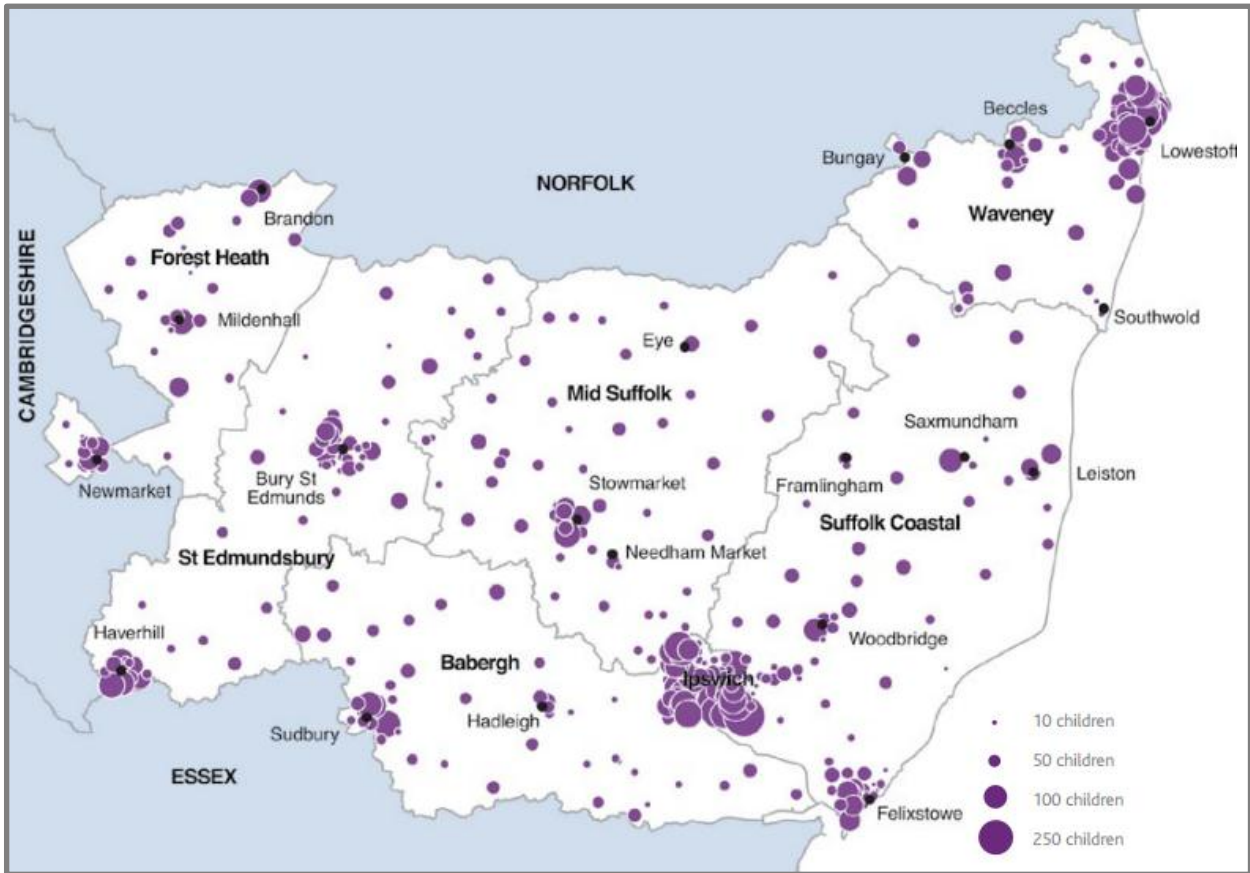 Beccles
Lowestoft
Bungay
NORFOLK
Waveney
Brandon
Forest Heath
CAMBRIDGESHIRE
Mildenhall
Southwold
Eye
Mid Suffolk
Saxmundham
Newmarket
Bury St
Edmunds
Stowmarket
Framlingham
Leiston
Suffolk Coastal
St Edmundsbury
Needham Market
Haverhill
Woodbridge
Babergh
Ipswich
Hadleigh
Sudbury
ESSEX
Felixstowe
10 children
50 children
100 children
250 children